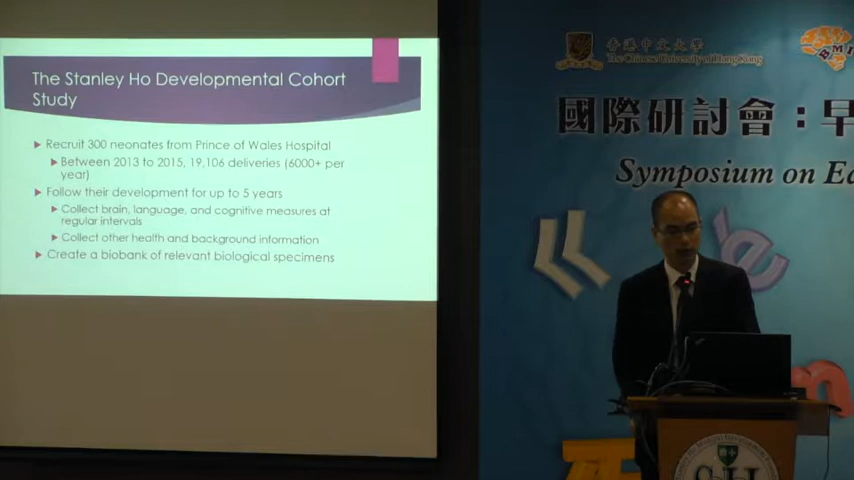 The Stanley Ho Developmental Cohort
Study
Recruit 300 neonates from Prince of Wales Hospital
Between 2013 to 2015, 19,106 deliveries (6000+ per
year)
Follow their development for up to 5 years
Collect brain, language, and cognitive measures at
regular intervals
Collect other health and background information
Create a biobank of relevant biological specimens
香港中文大學
The Chinese University of Hong Kong
BMI
國際研討會：早
Symposium on Ea